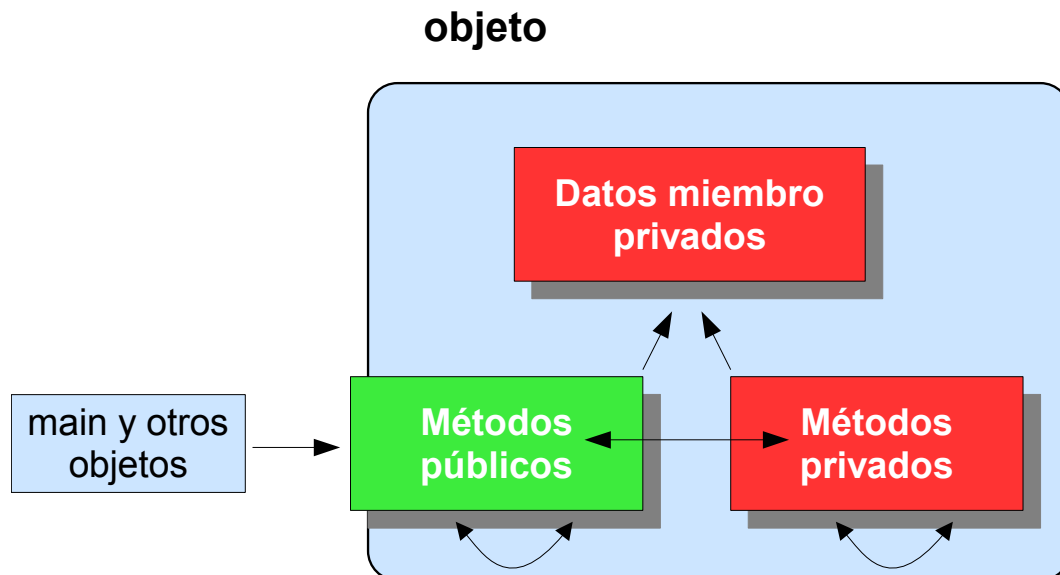 objeto
Datos miembro
privados
main y otros
objetos
Métodos
públicos
Métodos
privados